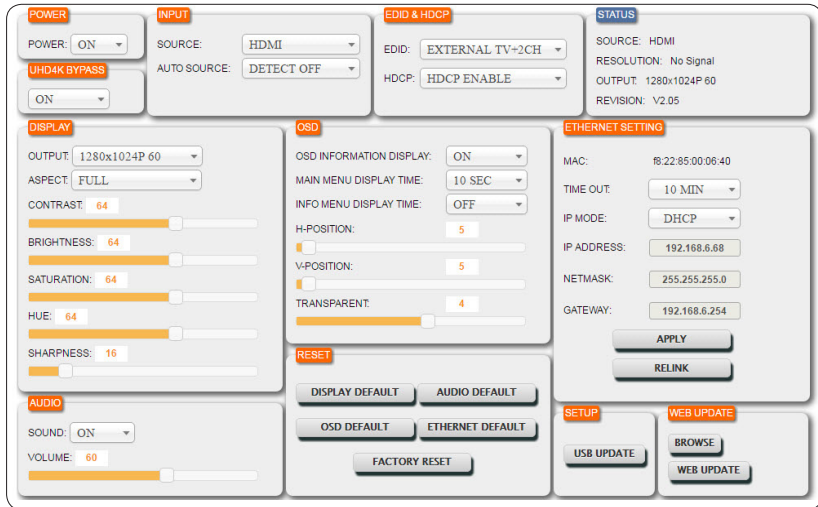 POWER
POWER: ON
UHD4K BYPASS
ON
INPUT
SOURCE: HDMI
AUTO SOURCE: DETECT OFF
EDID & HDCP
EDID: EXTERNAL TV+2CH
HDCP: HDCP ENABLE
STATUS
SOURCE: HDMI
RESOLUTION: No Signal
OUTPUT: 1280x1024P 60
REVISION: V2.05
DISPLAY
OUTPUT: 1280x1024P 60
ASPECT: FULL
CONTRAST: 64
BRIGHTNESS: 64
SATURATION: 64
HUE: 64
SHARPNESS: 16
AUDIO
SOUND: ON
VOLUME: 60
OSD
OSD INFORMATION DISPLAY: ON
MAIN MENU DISPLAY TIME: 10 SEC
INFO MENU DISPLAY TIME: OFF
H-POSITION: 5
V-POSITION: 5
TRANSPARENT: 4
RESET
DISPLAY DEFAULT AUDIO DEFAULT
OSD DEFAULT ETHERNET DEFAULT
FACTORY RESET
ETHERNET SETTING
MAC: f8:22:85:00:06:40
TIME OUT: 10 MIN
IP MODE: DHCP
IP ADDRESS: 192.168.6.68
NETMASK: 255.255.255.0
GATEWAY: 192.168.6.254
APPLY
RELINK
SETUP
USB UPDATE
WEB UPDATE
BROWSE
WEB UPDATE